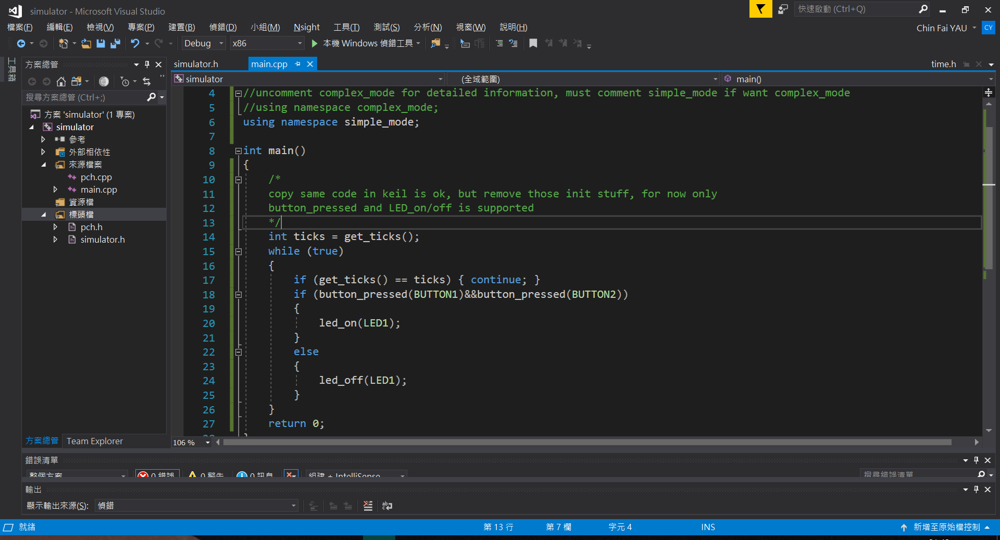 simulator - Microsoft Visual Studio
快速啟動 (Ctrl+Q)
檔案(F) 編輯(E) 檢視(V) 專案(P) 建置(B) 偵錯(D) 小組(M) Nsight 工具(T) 測試(S) 分析(N) 視窗(W) 說明(H)
Chin Fai YAU CY
Debug x86 本機 Windows 偵錯工具
工具箱
方案總管
搜尋方案總管 (Ctrl+;)
方案 'simulator' (1 專案)
simulator
參考
外部相依性
來源檔案
pch.cpp
main.cpp
資源檔
標頭檔
pch.h
simulator.h
方案總管 Team Explorer
simulator.h main.cpp time.h
simulator (全域範圍) main()
4 //uncomment complex_mode for detailed information, must comment simple_mode if want complex_mode
5 //using namespace complex_mode;
6 using namespace simple_mode;
7
8 int main()
9 {
10 /*
11 copy same code in keil is ok, but remove those init stuff, for now only
12 button_pressed and LED_on/off is supported
13 */
14 int ticks = get_ticks();
15 while (true)
16 {
17 if (get_ticks() == ticks) { continue; }
18 if (button_pressed(BUTTON1)&&button_pressed(BUTTON2))
19 {
20 led_on(LED1);
21 }
22 else
23 {
24 led_off(LED1);
25 }
26 }
27 return 0;
106 %
錯誤清單
整個方案 0 錯誤 0 警告 0 訊息 組建 + IntelliSense 搜尋錯誤清單
輸出
顯示輸出來源(S): 偵錯
就緒 第 13 行 第 7 欄 字元 4 INS 新增至原始檔控制